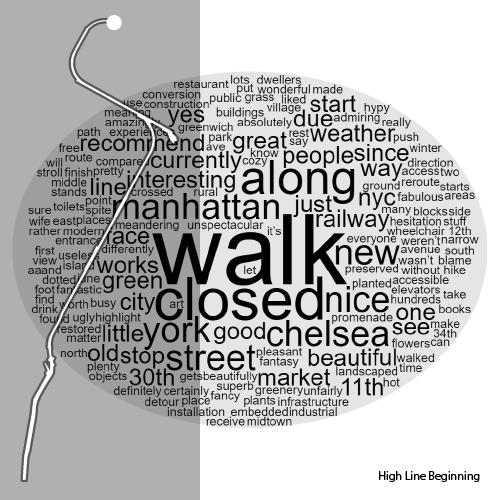 restaurant lots dwellers
conversion put wonderful made
use construction public grass liked start hypy
meaning yes buildings village due admiring really
amazing greenwich absolutely
path experience park great rest weather push
free recommend ave say winter
route compare currently cozy know people since way direction
will access two
stroll finish pretty interesting along ground reroute starts
middle line crossed rural nyc fabulous areas
stands
point manhattan just railway many blocks side
sure toilets spite hesitation stuff
wife east places meandering unspectacular it's everyone wheelchair 12th
rather modern place walk new weren't narrow
entrance differently avenue south
first useless works let preserved wasn't blame
view island without hike
aaand green planted accessible
dotted line elevators
foot fantastic city art closed nice hundreds take
find worth busy one books
drink found uglyhighlight york promenade see make
restored little good chelsea 34th
matter flowers can
north old stop street pleasant beautiful walked
plenty fantasy time
objects 30th gets beautifully market landscaped 11th hot
superb
definitely certainly fancy greenery unfairly
detour place plants infrastructure
installation embedded industrial
receive midtown
High Line Beginning